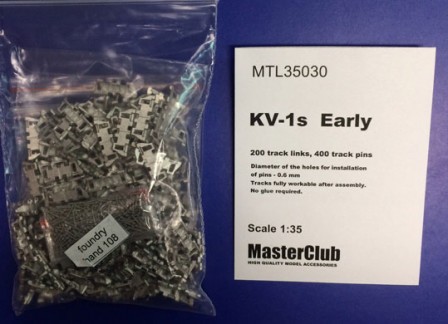 foundry
hand 108
MTL35030
KV-1s Early
200 track links, 400 track pins
Diameter of the holes for installation
of pins - 0.6 mm
Tracks fully workable after assembly.
No glue required.
Scale 1:35
MasterClub
HIGH QUALITY MODEL ACCESSORIES